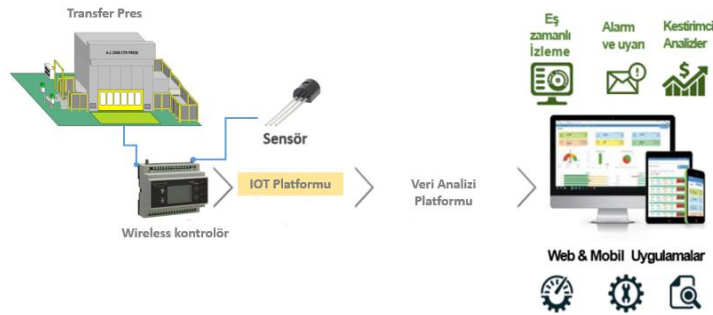 Transfer Pres
Sensör
Wireless kontrolör
IOT Platformu
Veri Analizi
Platformu
Eş
zamanlı
İzleme
Alarm
ve uyarı
Kestirimci
Analizler
Web & Mobil Uygulamalar